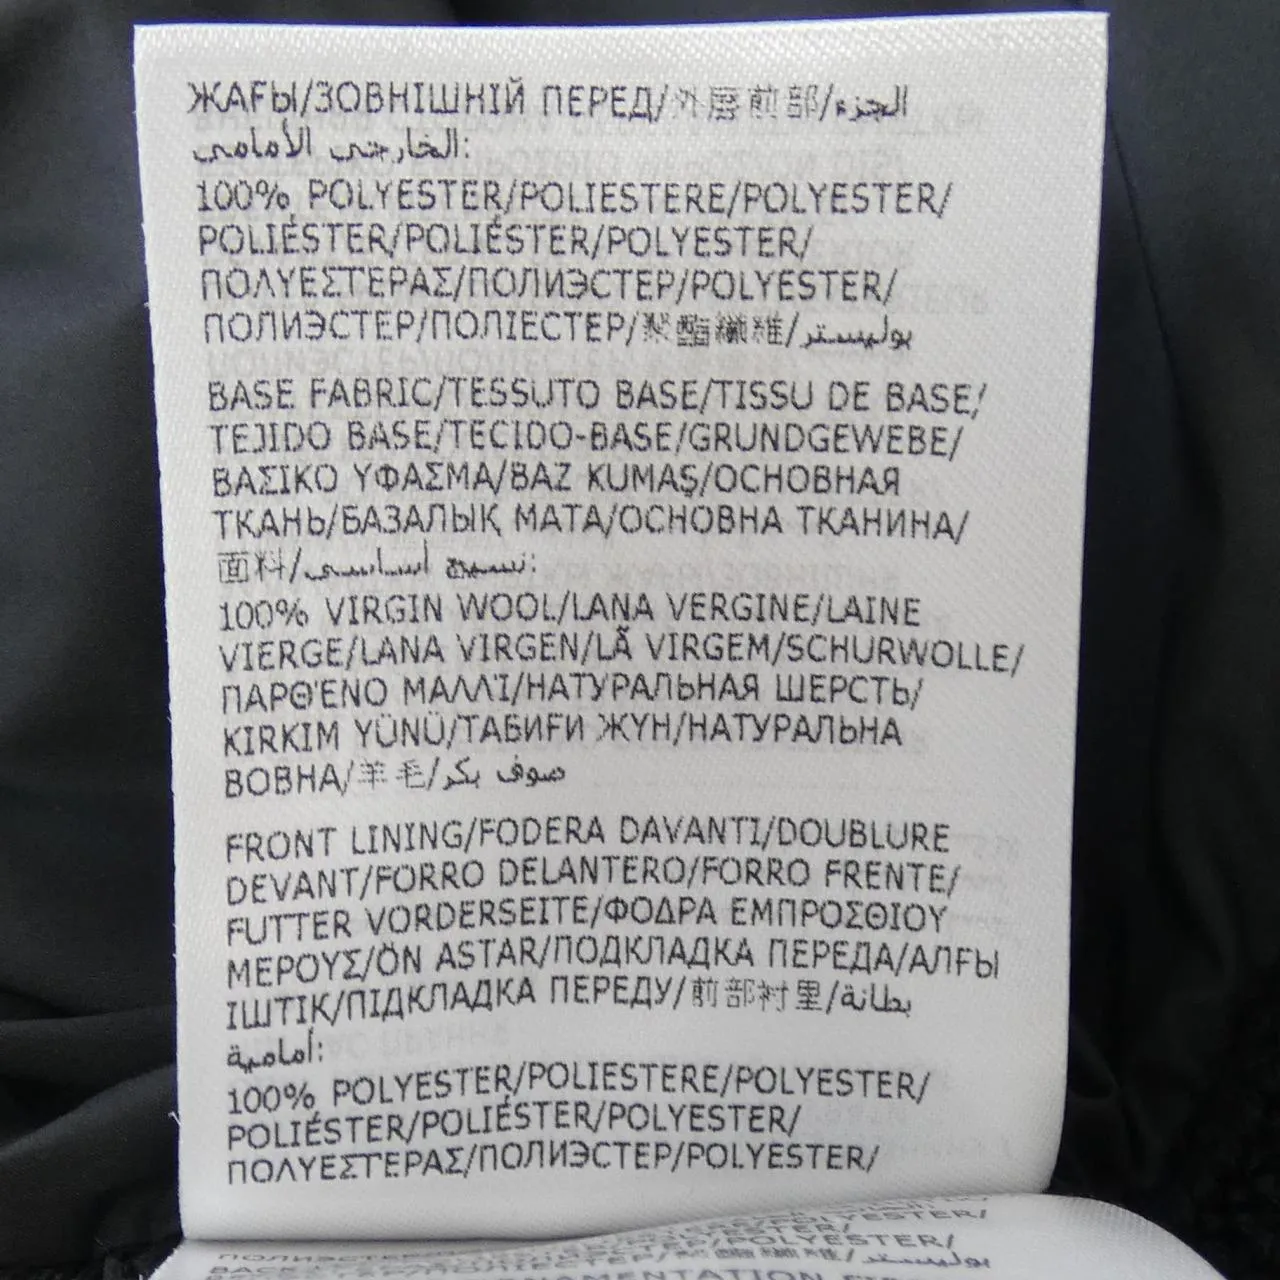 ЖАҒЫ/ЗОВНІШНІЙ ПЕРЕД/外层前部/الجزء
الخارجي الأمامي:
100% POLYESTER/POLIESTERE/POLYESTER/
POLIÉSTER/POLIÉSTER/POLYESTER/
ΠΟΛΥΕΣΤΕΡΑΣ/ПОЛИЭСТЕР/POLYESTER/
ПОЛИЭСТЕР/ПОЛІЕСТЕР/聚酯纖維/بوليستر
BASE FABRIC/TESSUTO BASE/TISSU DE BASE/
TEJIDO BASE/TECIDO-BASE/GRUNDGEWEBE/
ΒΑΣΙΚΟ ΥΦΑΣΜΑ/BAZ KUMAŞ/ОСНОВНАЯ
ТКАНЬ/БАЗАЛЫҚ МАТА/ОСНОВНА ТКАНИНА/
面料/نسيج أساسي:
100% VIRGIN WOOL/LANA VERGINE/LAINE
VIERGE/LANA VIRGEN/LÃ VIRGEM/SCHURWOLLE/
ΠΑΡΘΈΝΟ ΜΑΛΛΊ/НАТУРАЛЬНАЯ ШЕРСТЬ/
KIRKIM YÜNÜ/ТАБИҒИ ЖҮН/НАТУРАЛЬНА
ВОВНА/羊毛/صوف بكر
FRONT LINING/FODERA DAVANTI/DOUBLURE
DEVANT/FORRO DELANTERO/FORRO FRENTE/
FUTTER VORDERSEITE/ΦΟΔΡΑ ΕΜΠΡΟΣΘΙΟΥ
ΜΕΡΟΥΣ/ÖN ASTAR/ПОДКЛАДКА ПЕРЕДА/АЛҒЫ
ІШТІК/ПІДКЛАДКА ПЕРЕДУ/前部衬里/بطانة
أمامية:
100% POLYESTER/POLIESTERE/POLYESTER/
POLIÉSTER/POLIÉSTER/POLYESTER/
ΠΟΛΥΕΣΤΕΡΑΣ/ПОЛИЭСТЕР/POLYESTER/